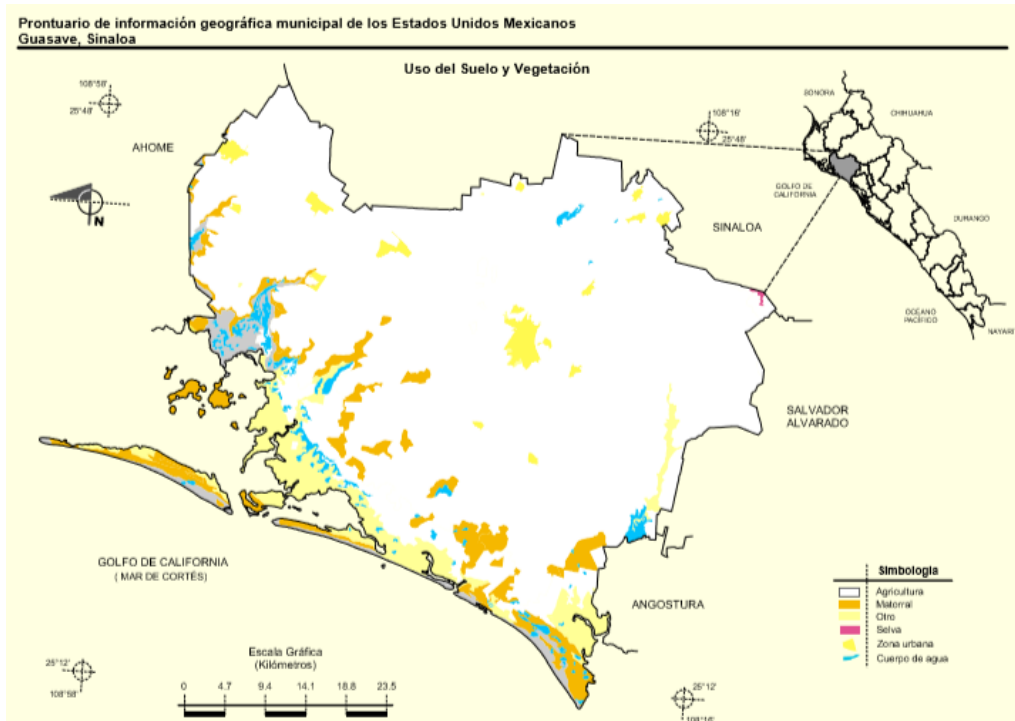 Prontuario de información geográfica municipal de los Estados Unidos Mexicanos
Guasave, Sinaloa
Uso del Suelo y Vegetación
108°58'
25°48'
108°16'
25°48'
AHOME
N
SONORA
CHIHUAHUA
GOLFO DE
CALIFORNIA
DURANGO
SINALOA
OCEANO
PACÍFICO
NAYARI
SALVADOR
ALVARADO
GOLFO DE CALIFORNIA
( MAR DE CORTÉS)
ANGOSTURA
Simbología
Agricultura
Matorral
Otro
Selva
Zona urbana
Cuerpo de agua
Escala Gráfica
(Kilómetros)
0 4.7 9.4 14.1 18.8 23.5
25°12'
108°58'
25°12'
108°16'